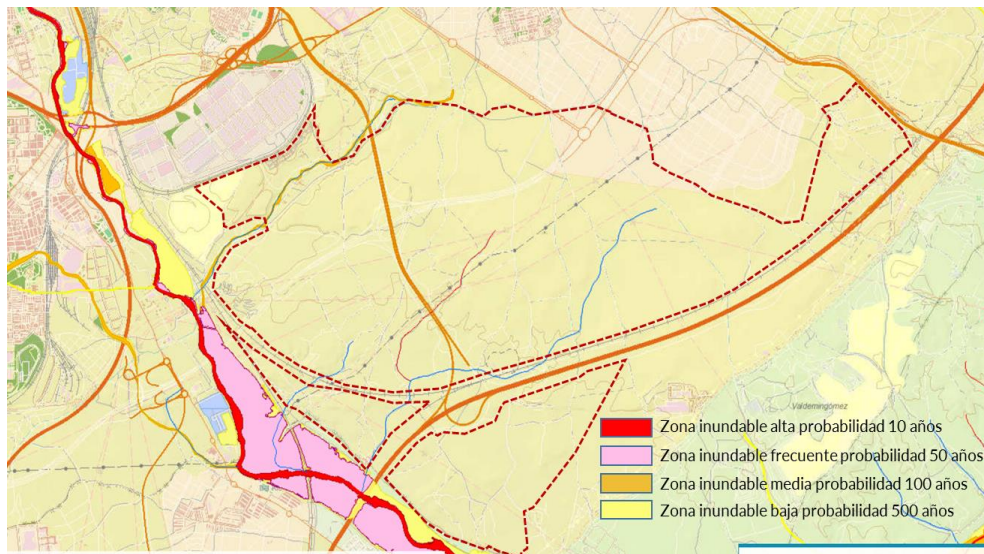 Valdemingómez
Zona inundable alta probabilidad 10 años
Zona inundable frecuente probabilidad 50 años
Zona inundable media probabilidad 100 años
Zona inundable baja probabilidad 500 años